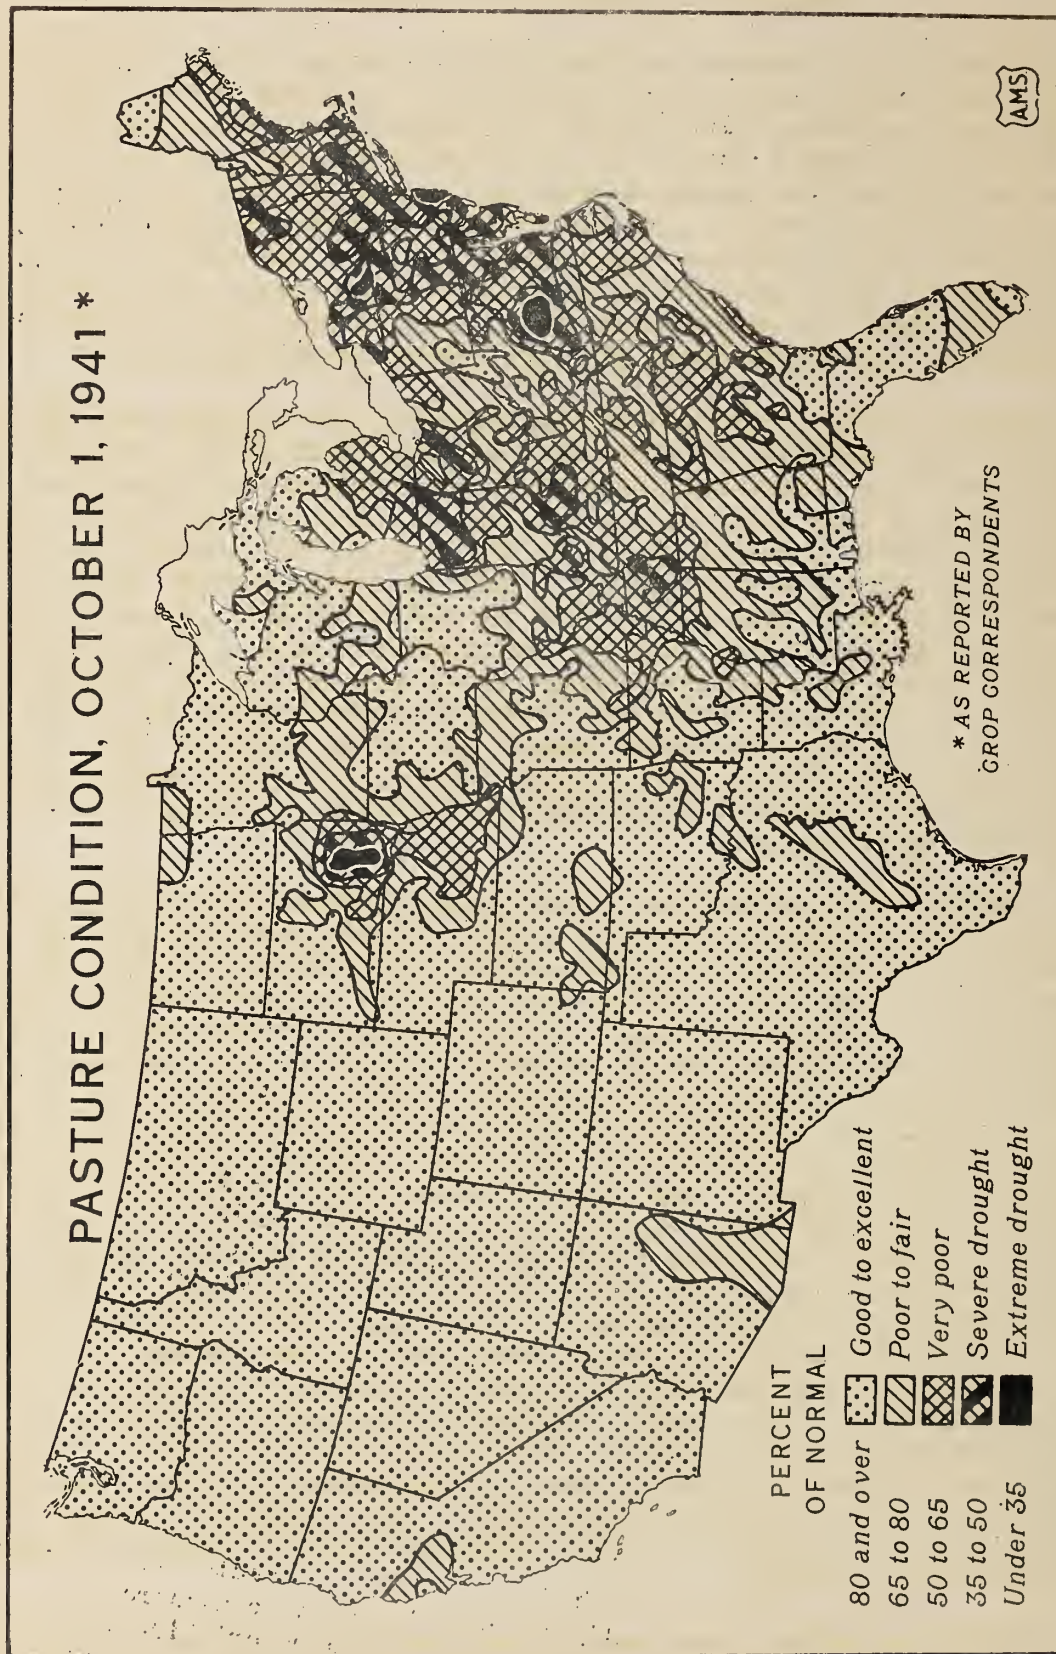 PASTURE CONDITION, OCTOBER 1, 1941 *
PERCENT
OF NORMAL
80 and over Good to excellent
65 to 80 Poor to fair
50 to 65 Very poor
35 to 50 Severe drought
Under 35 Extreme drought
* AS REPORTED BY
CROP CORRESPONDENTS
A.M.S.